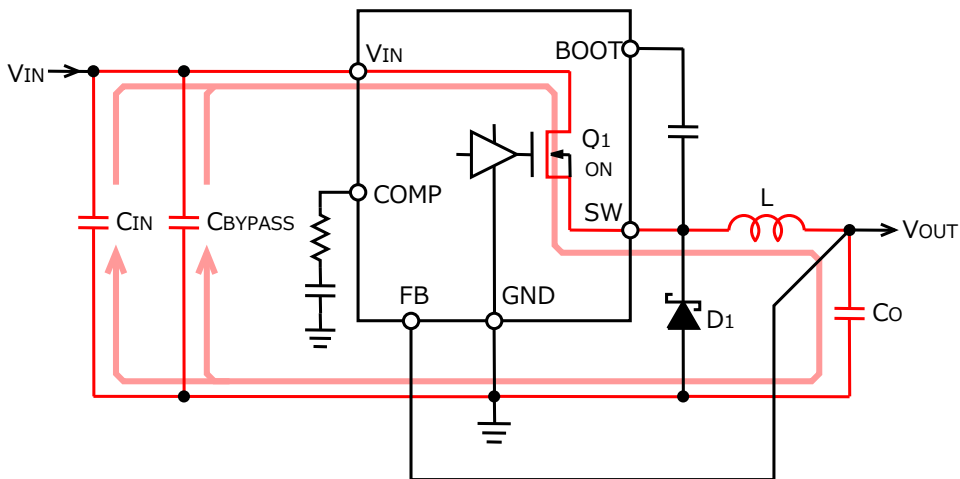 VIN
VIN
BOOT
Q1
ON
COMP
CIN
CBYPASS
SW
L
VOUT
FB
GND
D1
CO